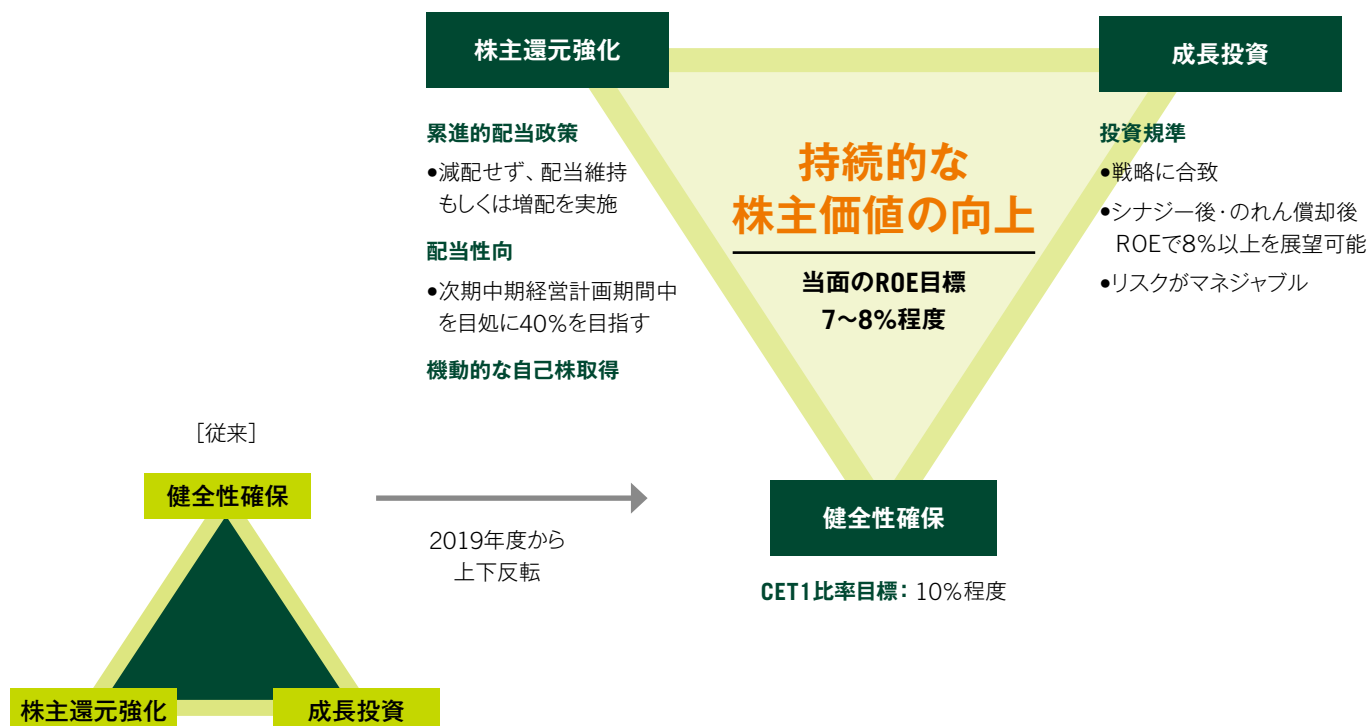 株主還元強化
成長投資
累進的配当政策
●減配せず、配当維持
もしくは増配を実施
配当性向
●次期中期経営計画期間中
を目処に40%を目指す
機動的な自己株取得
持続的な
株主価値の向上
当面のROE目標
7〜8%程度
投資規準
●戦略に合致
●シナジー後・のれん償却後
ROEで8%以上を展望可能
●リスクがマネジャブル
[従来]
健全性確保
株主還元強化
成長投資
2019年度から
上下反転
健全性確保
CET1比率目標：10%程度